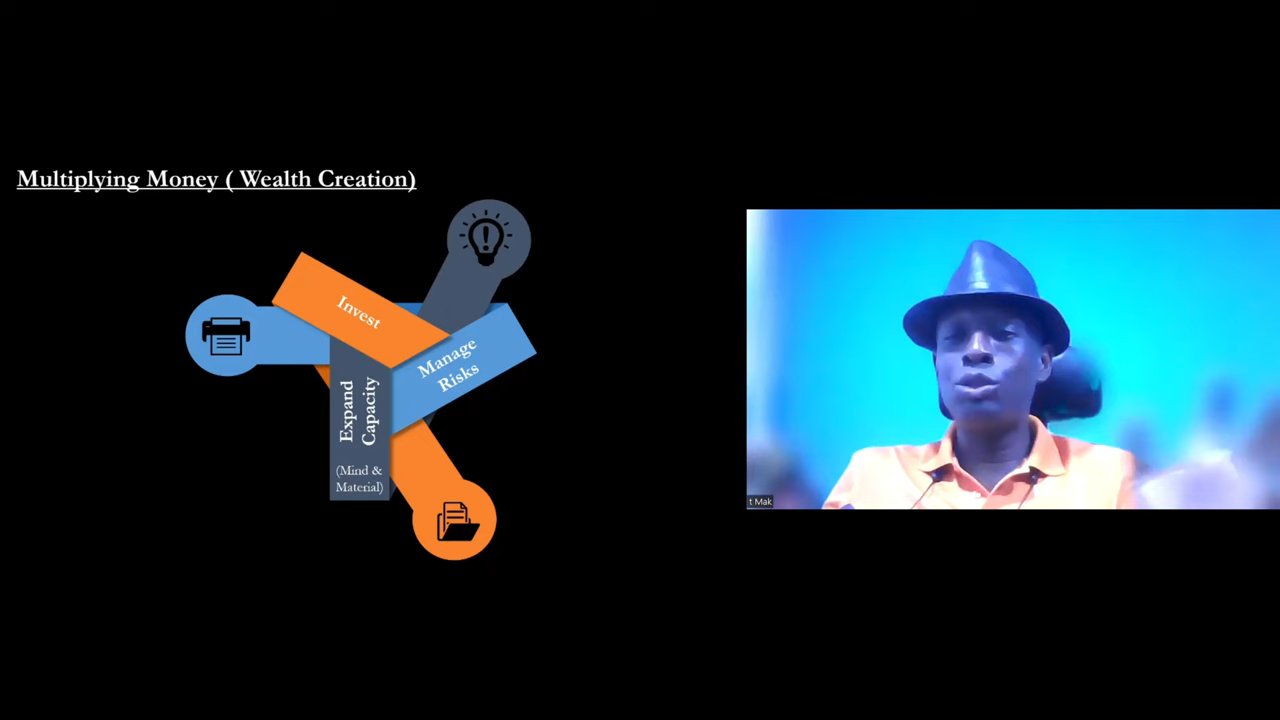 Multiplying Money ( Wealth Creation)
Invest
Manage
Risks
Expand
Capacity
(Mind &
Material)
t Mak